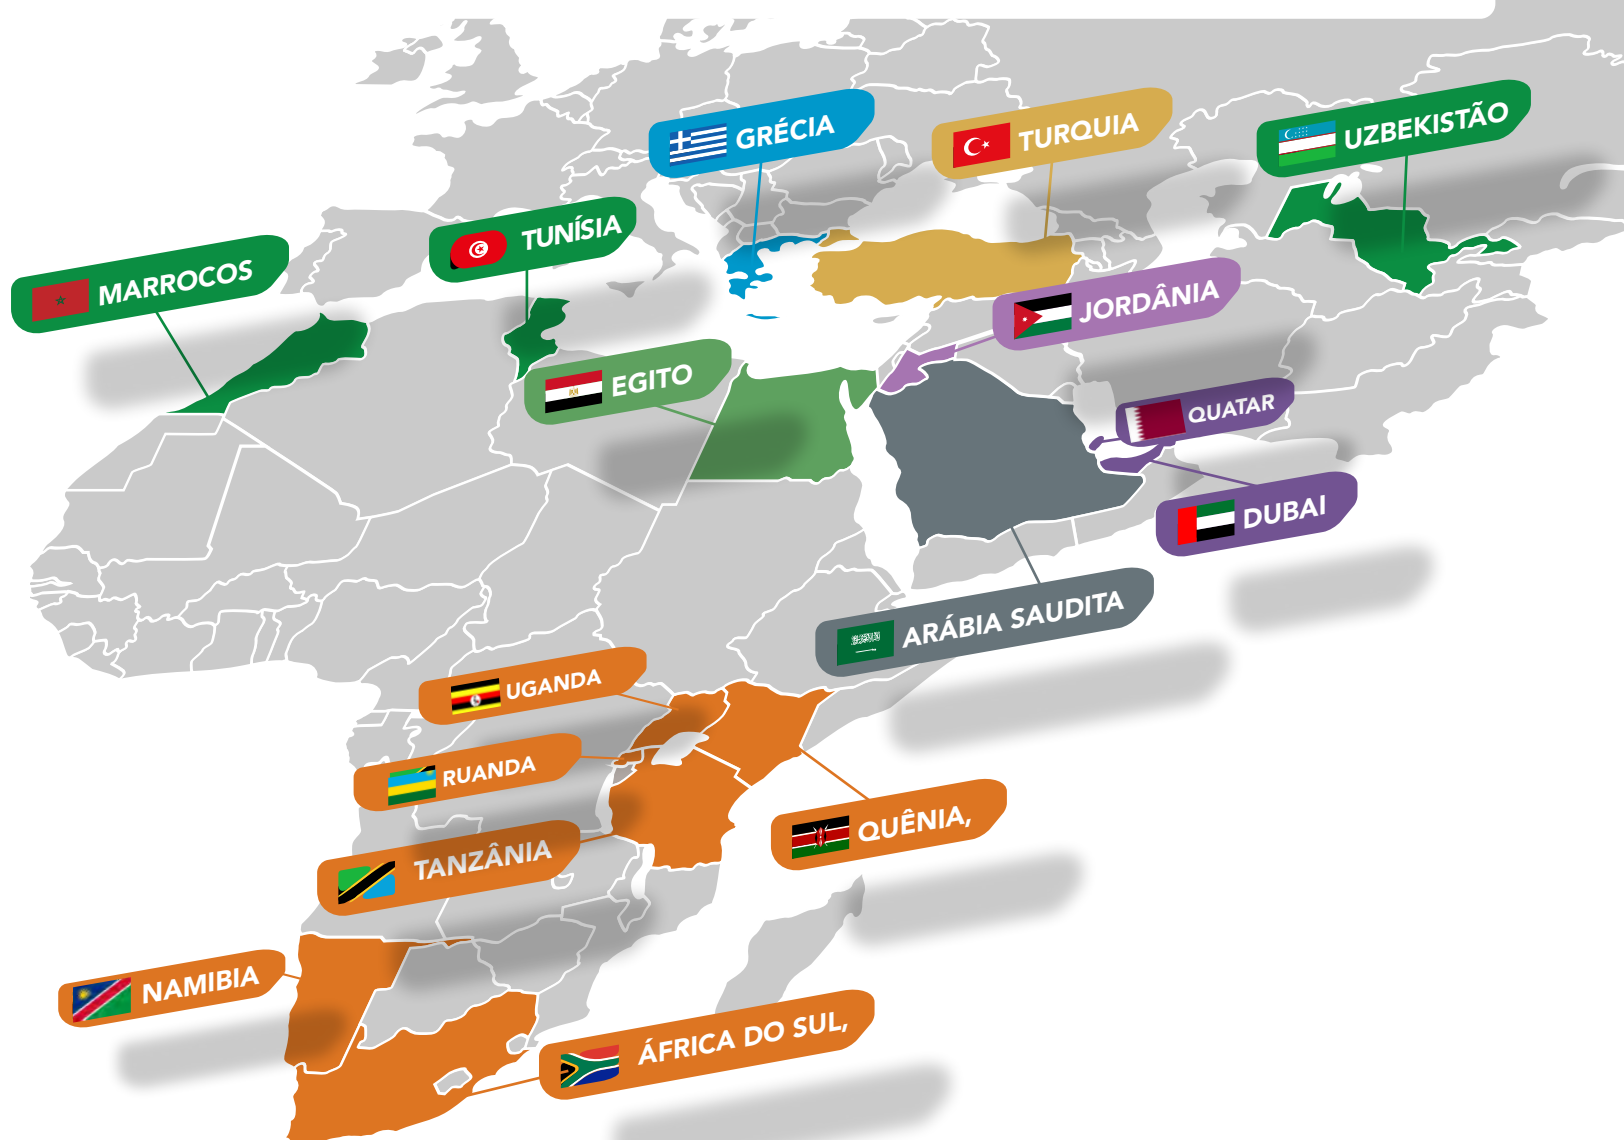 GRÉCIA
TURQUIA
UZBEKISTÃO
TUNÍSIA
MARROCOS
JORDÂNIA
EGITO
QUATAR
DUBAI
ARÁBIA SAUDITA
UGANDA
RUANDA
QUÊNIA,
TANZÂNIA
NAMIBIA
ÁFRICA DO SUL,